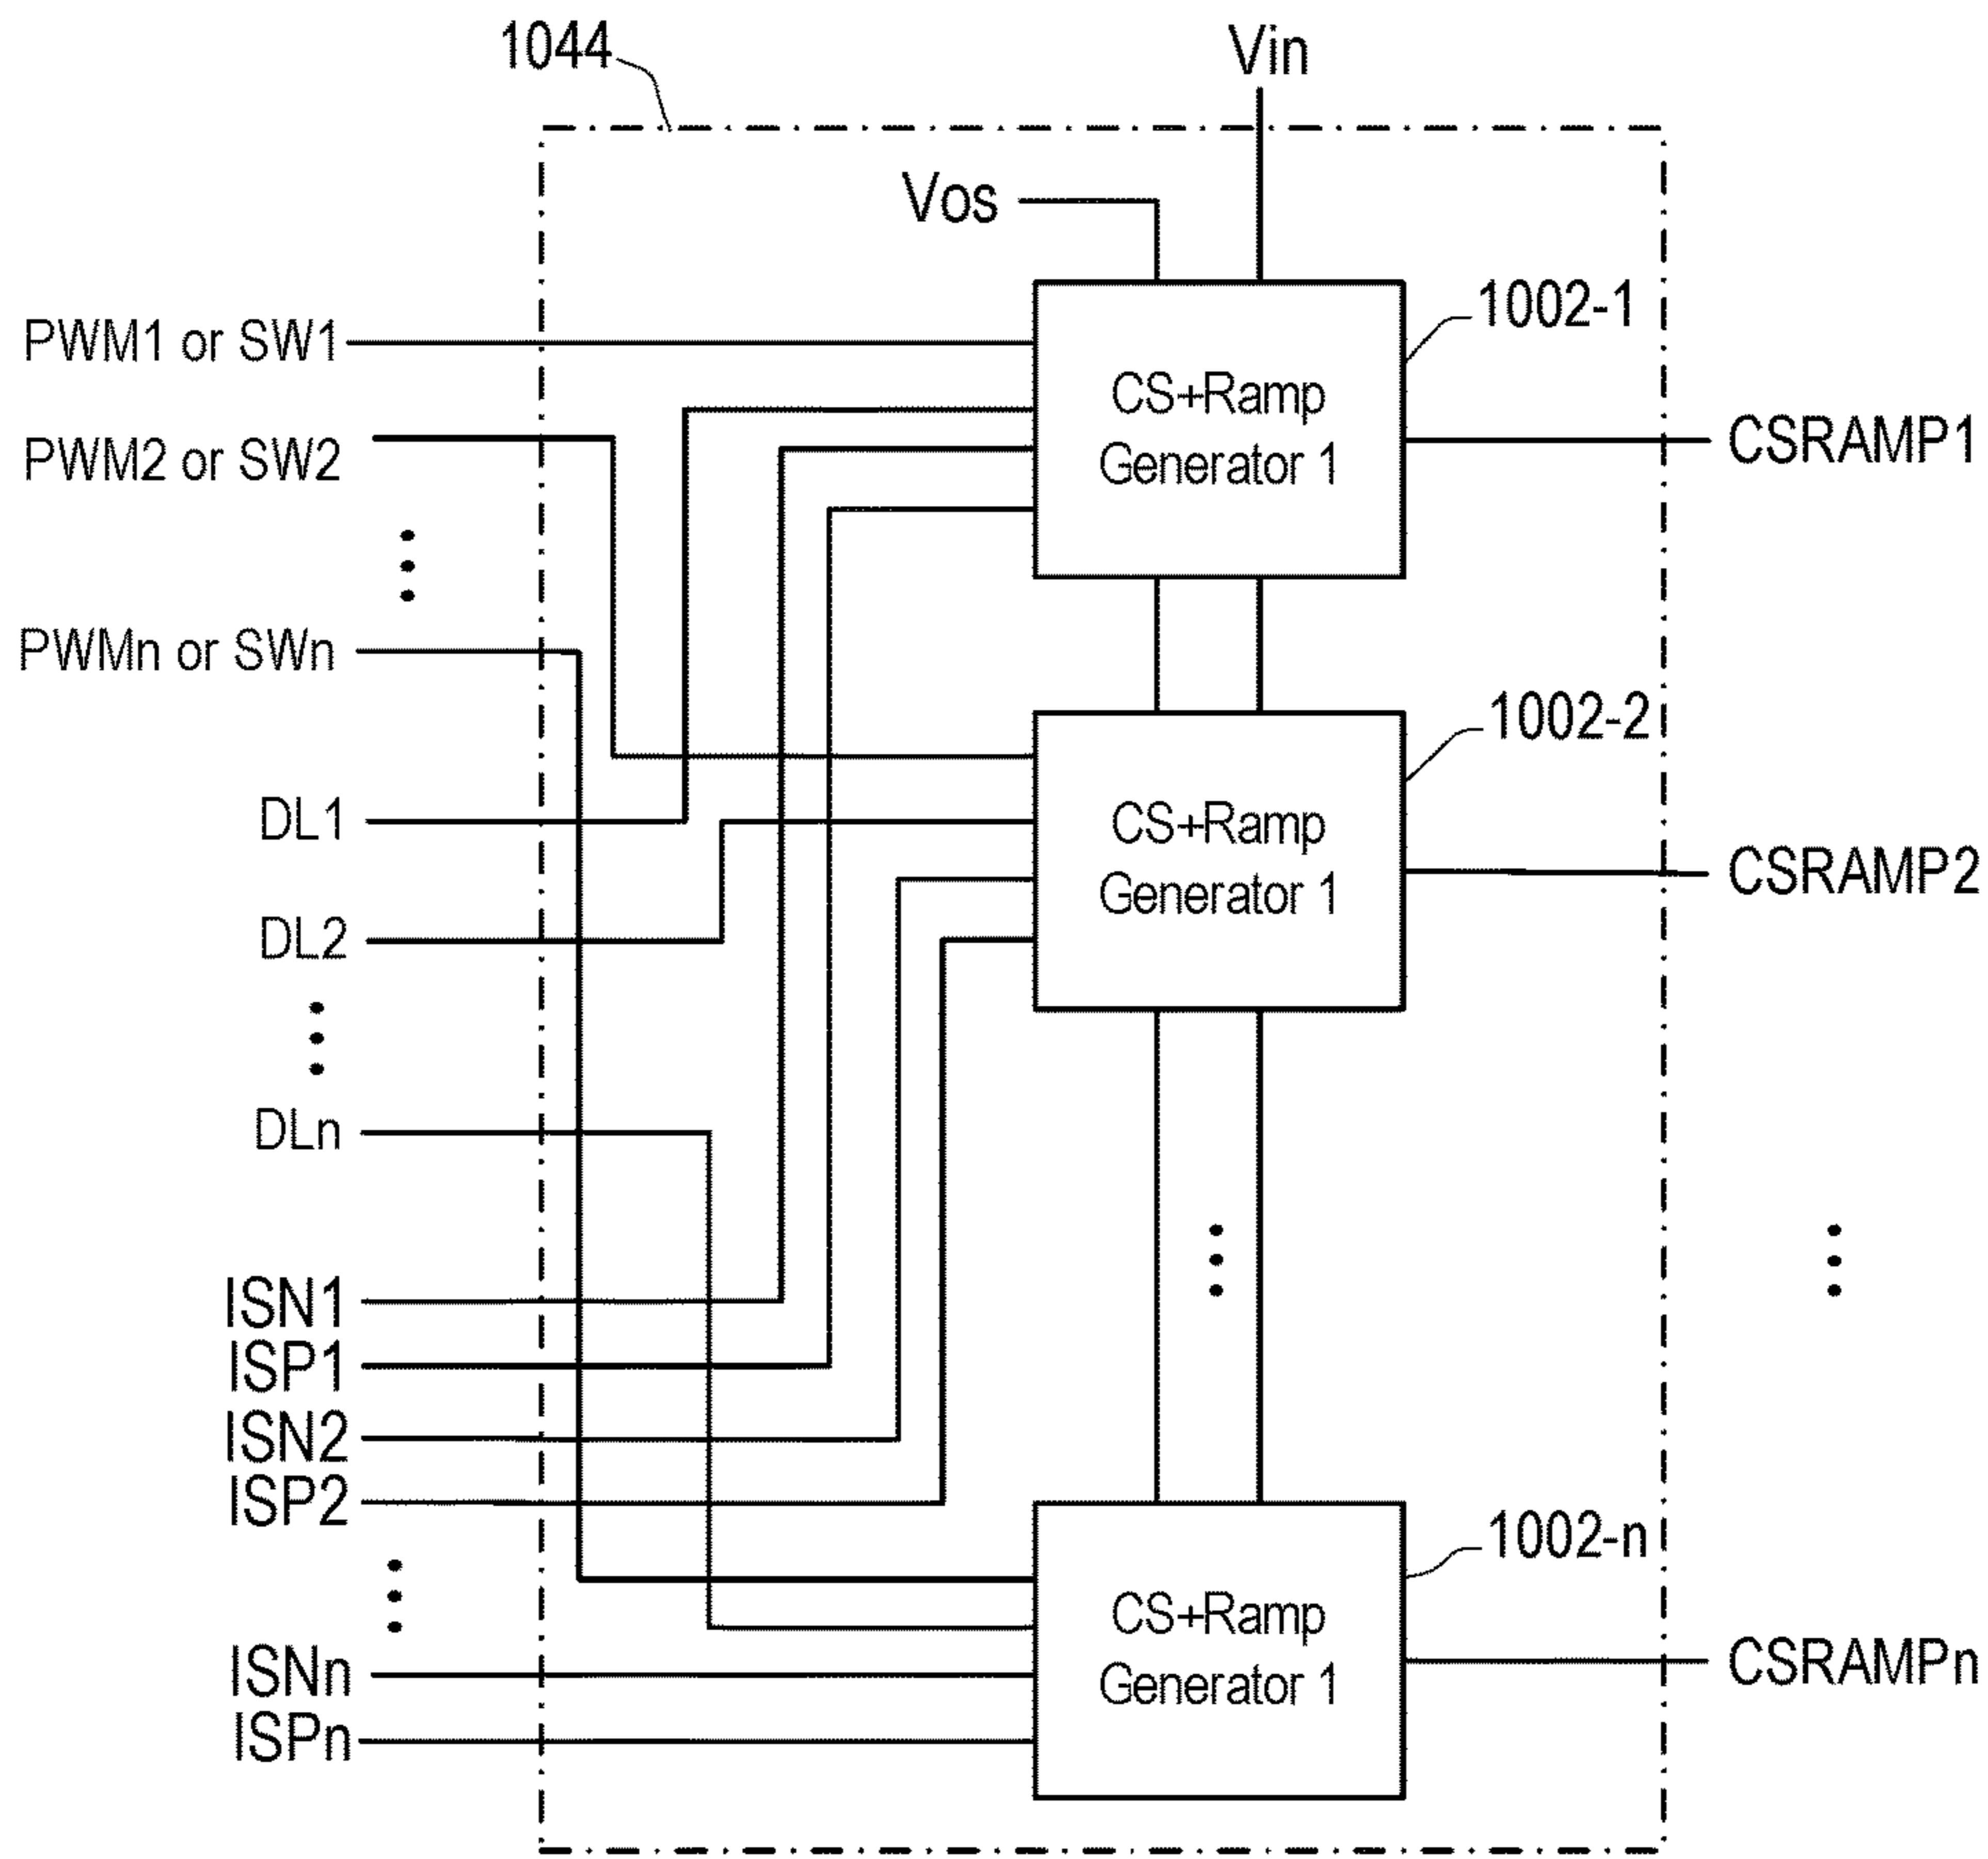 1044
Vin
Vos
PWM1 or SW1
1002-1
CS+Ramp
Generator 1
CSRAMP1
PWM2 or SW2
PWMn or SWn
1002-2
DL1
CS+Ramp
Generator 1
CSRAMP2
DL2
DLn
ISN1
ISP1
ISN2
ISP2
1002-n
CS+Ramp
Generator 1
CSRAMPn
ISNn
ISPn